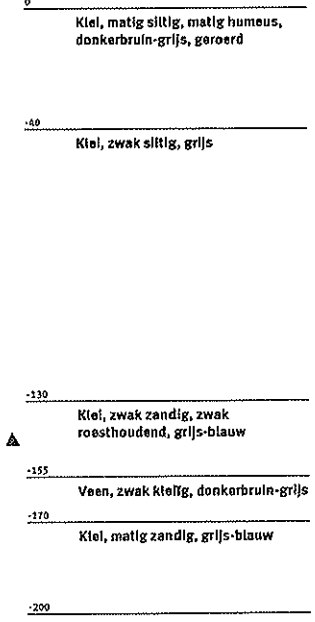 0
Klei, matig siltig, matig humeus,
donkerbruin-grijs, geroerd
-40
Klei, zwak siltig, grijs
-130
Klei, zwak zandig, zwak
roesthoudend, grijs-blauw
-155
Veen, zwak kleiïg, donkerbruin-grijs
-170
Klei, matig zandig, grijs-blauw
-200